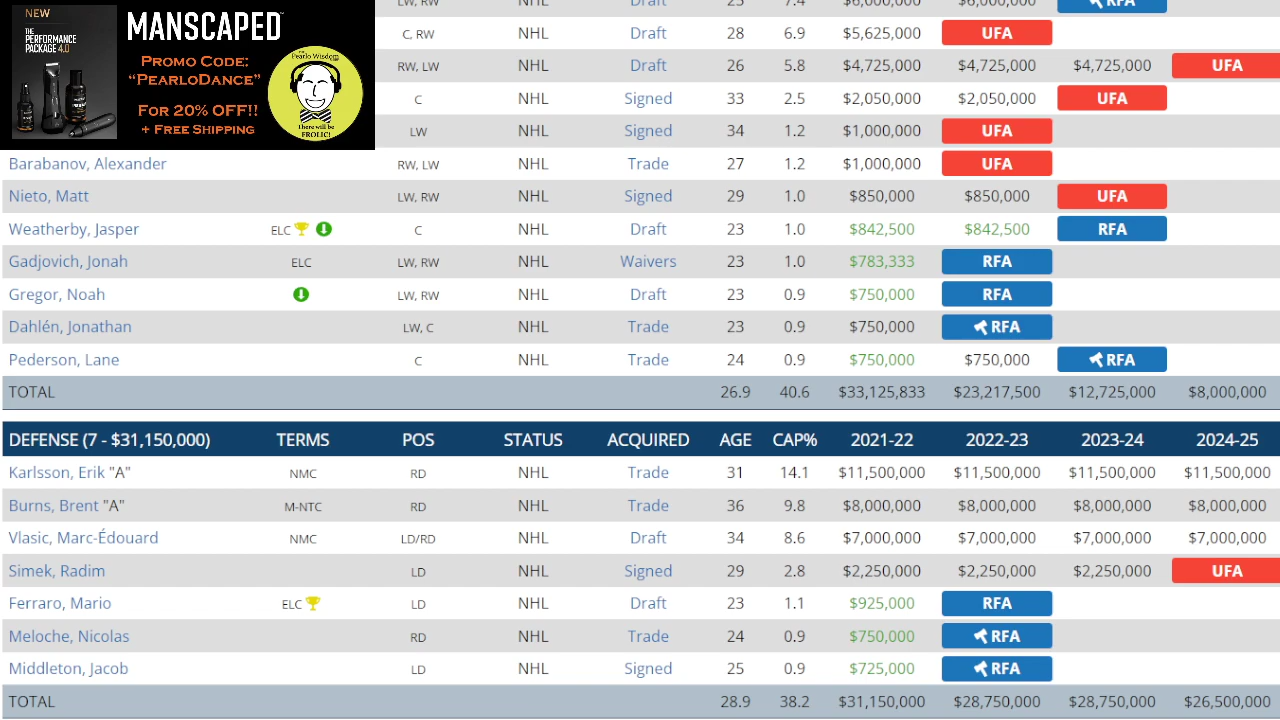 NEW
THE
PERFORMANCE
PACKAGE 4.0
MANSCAPED
PROMO CODE:
“PEARLODANCE”
FOR 20% OFF!!
+ FREE SHIPPING
Pearlo Wisdom
There will be
FROLIC!
LW, RW NHL Draft 25 7.4 $6,000,000 $6,000,000 RFA
C, RW NHL Draft 28 6.9 $5,625,000 UFA
RW, LW NHL Draft 26 5.8 $4,725,000 $4,725,000 $4,725,000 UFA
C NHL Signed 33 2.5 $2,050,000 $2,050,000 UFA
LW NHL Signed 34 1.2 $1,000,000 UFA
Barabanov, Alexander RW, LW NHL Trade 27 1.2 $1,000,000 UFA
Nieto, Matt LW, RW NHL Signed 29 1.0 $850,000 $850,000 UFA
Weatherby, Jasper ELC C NHL Draft 23 1.0 $842,500 $842,500 RFA
Gadjovich, Jonah ELC LW, RW NHL Waivers 23 1.0 $783,333 RFA
Gregor, Noah LW, RW NHL Draft 23 0.9 $750,000 RFA
Dahlén, Jonathan LW, C NHL Trade 23 0.9 $750,000 RFA
Pederson, Lane C NHL Trade 24 0.9 $750,000 $750,000 RFA
TOTAL 26.9 40.6 $33,125,833 $23,217,500 $12,725,000 $8,000,000
DEFENSE (7 - $31,150,000) TERMS POS STATUS ACQUIRED AGE CAP% 2021-22 2022-23 2023-24 2024-25
Karlsson, Erik "A" NMC RD NHL Trade 31 14.1 $11,500,000 $11,500,000 $11,500,000 $11,500,000
Burns, Brent "A" M-NTC RD NHL Trade 36 9.8 $8,000,000 $8,000,000 $8,000,000 $8,000,000
Vlasic, Marc-Édouard NMC LD/RD NHL Draft 34 8.6 $7,000,000 $7,000,000 $7,000,000 $7,000,000
Simek, Radim LD NHL Signed 29 2.8 $2,250,000 $2,250,000 $2,250,000 UFA
Ferraro, Mario ELC LD NHL Draft 23 1.1 $925,000 RFA
Meloche, Nicolas RD NHL Trade 24 0.9 $750,000 RFA
Middleton, Jacob LD NHL Signed 25 0.9 $725,000 RFA
TOTAL 28.9 38.2 $31,150,000 $28,750,000 $28,750,000 $26,500,000